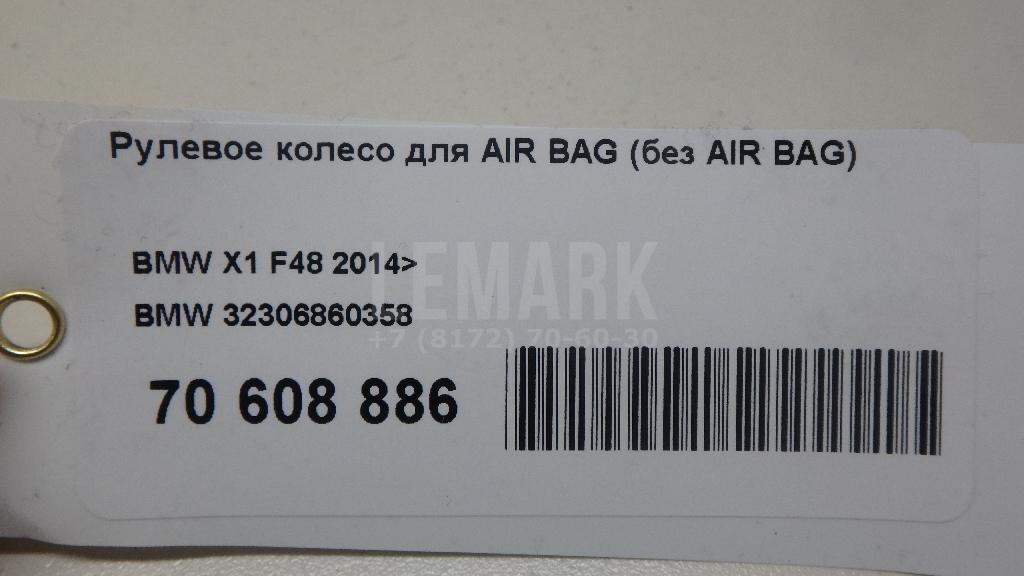 Рулевое колесо для AIR BAG (без AIR BAG)
BMW X1 F48 2014>
LEMARK
BMW 32306860358
+7 (8172) 70-60-30
70 608 886